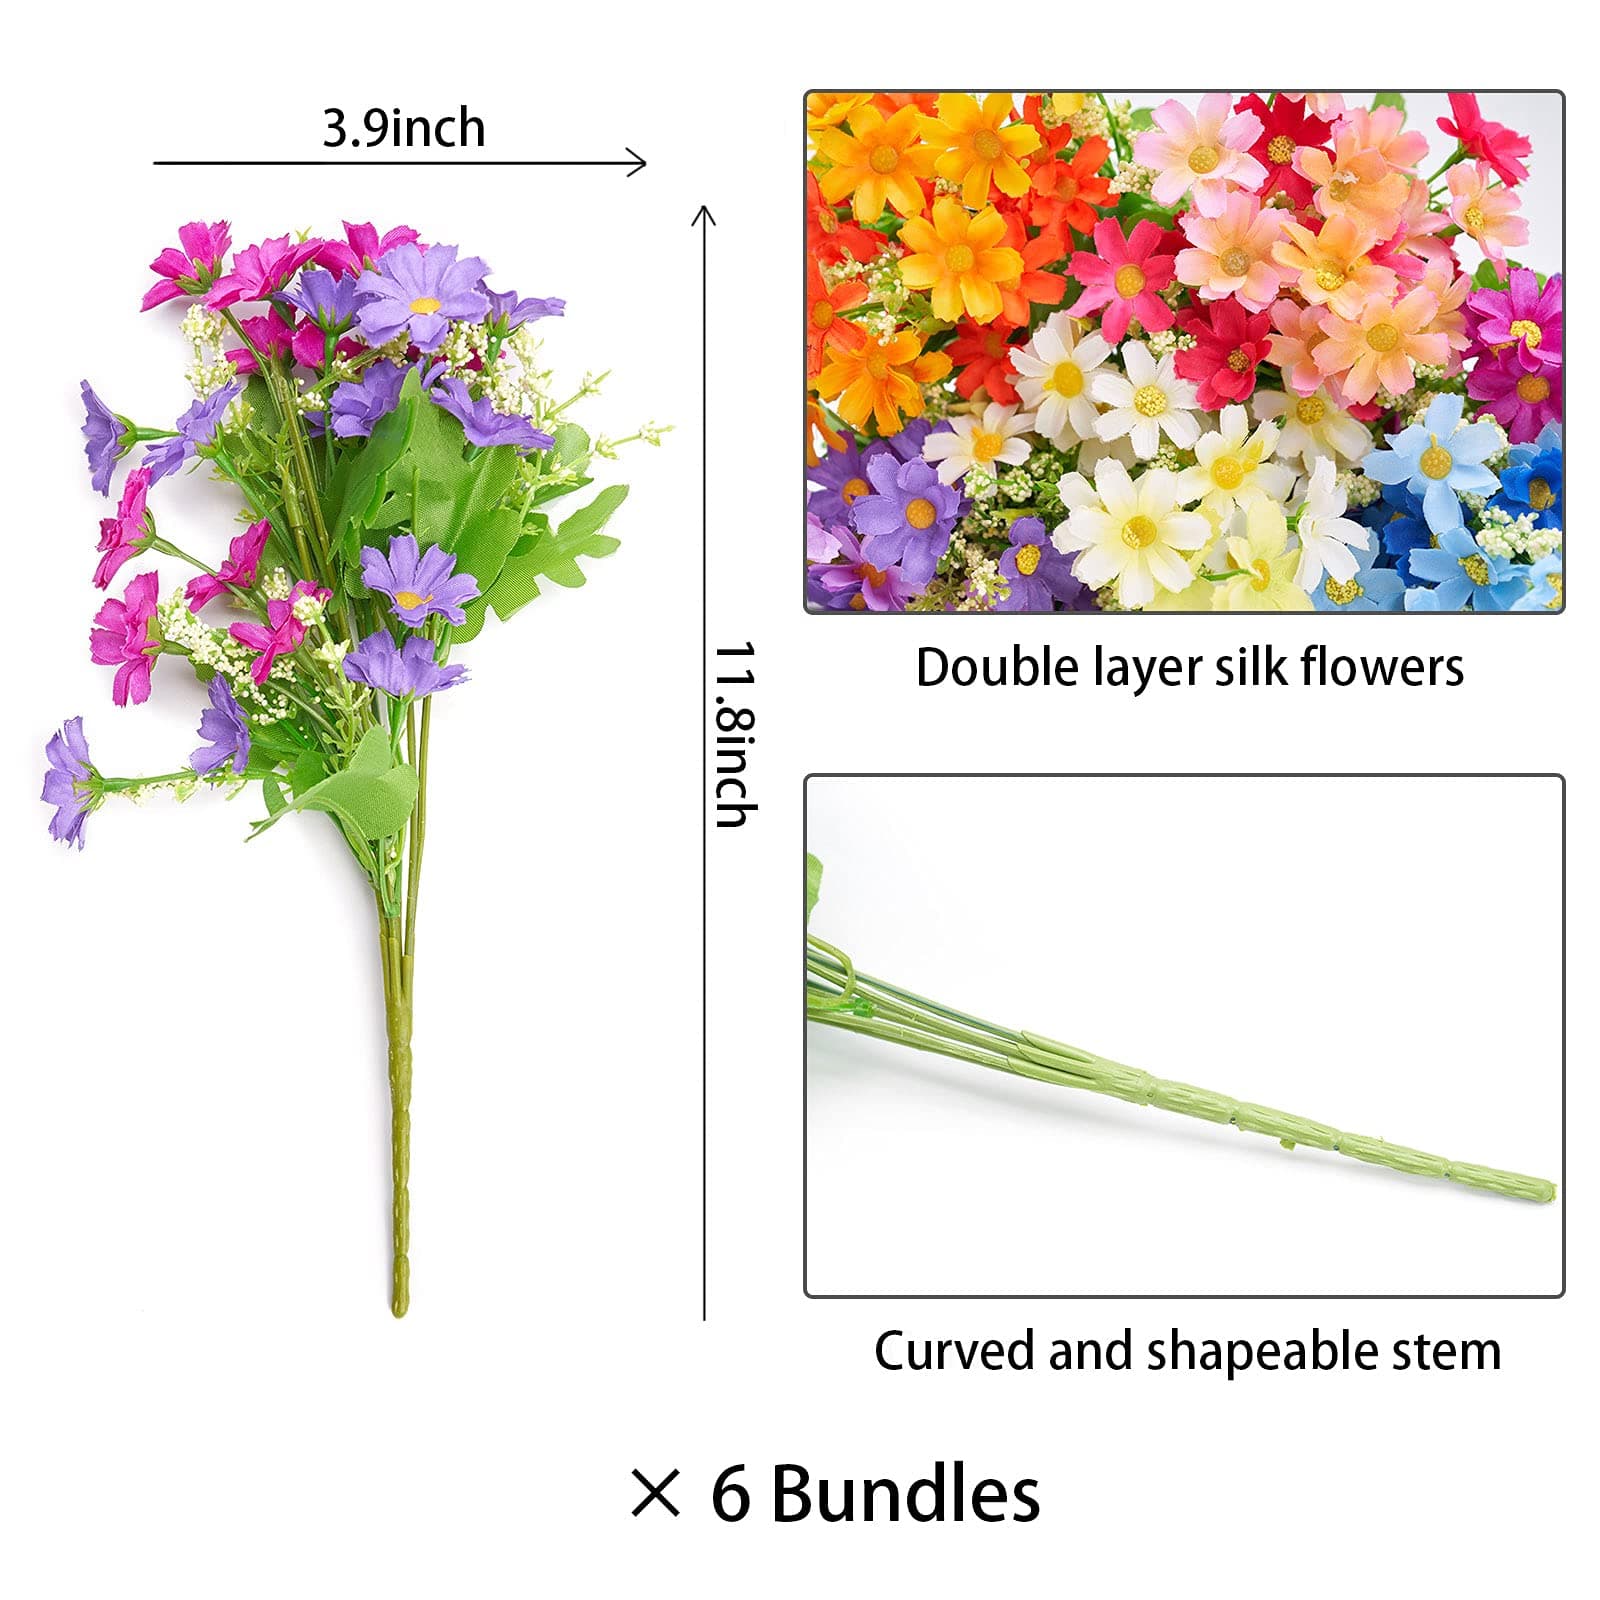 3.9inch
11.8inch
Double layer silk flowers
Curved and shapeable stem
× 6 Bundles